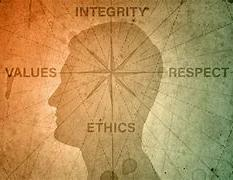 INTEGRITY
VALUES
RESPECT
ETHICS